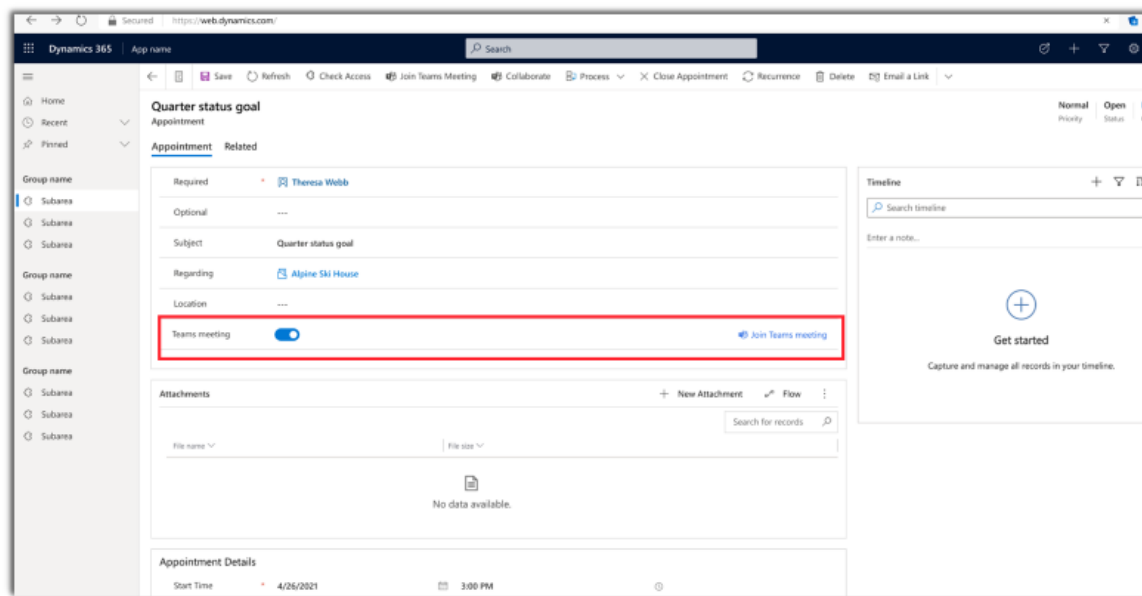 Secured https://web.dynamics.com/
Dynamics 365 App name Search
Save Refresh Check Access Join Teams Meeting Collaborate Process Close Appointment Recurrence Delete Email a Link
Home
Recent
Pinned
Group name
Subarea
Subarea
Subarea
Group name
Subarea
Subarea
Subarea
Group name
Subarea
Subarea
Subarea
Quarter status goal
Appointment
Normal Open
Priority Status
Appointment Related
Required * Theresa Webb
Optional ---
Subject Quarter status goal
Regarding Alpine Ski House
Location ---
Teams meeting Join Teams meeting
Attachments New Attachment Flow
Search for records
File name File size
No data available.
Appointment Details
Start Time * 4/26/2021 3:00 PM
Timeline
Search timeline
Enter a note...
Get started
Capture and manage all records in your timeline.